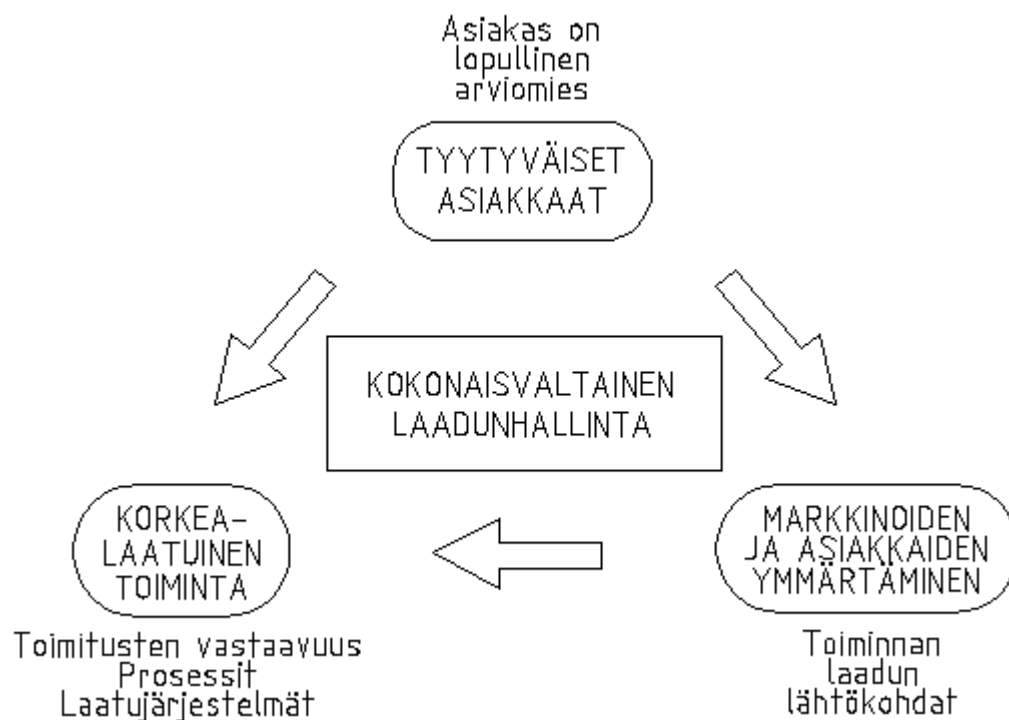 Asiakas on
lopullinen
arviomies
TYYTYVÄISET
ASIAKKAAT
KOKONAISVALTAINEN
LAADUNHALLINTA
KORKEA-
LAATUINEN
TOIMINTA
Toimitusten vastaavuus
Prosessit
Laatujärjestelmät
MARKKINOIDEN
JA ASIAKKAIDEN
YMMÄRTÄMINEN
Toiminnan
laadun
lähtökohdat